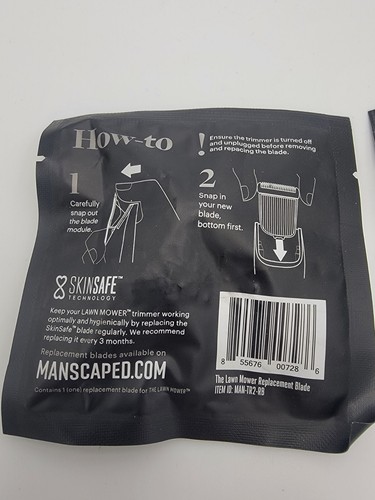 How-to
! Ensure the trimmer is turned off
and unplugged before removing
and repacing the blade.
1
Carefully
snap out
the blade
module.
2
Snap in
your new
blade,
bottom first.
SKINSAFE™
TECHNOLOGY
Keep your LAWN MOWER™ trimmer working
optimally and hygienically by replacing the
SkinSafe™ blade regularly. We recommend
replacing it every 3 months.
Replacement blades available on
MANSCAPED.COM
Contains 1 (one) replacement blade for THE LAWN MOWER™
8 55676 00728 6
The Lawn Mower Replacement Blade
ITEM ID: MAN-TR2-RB